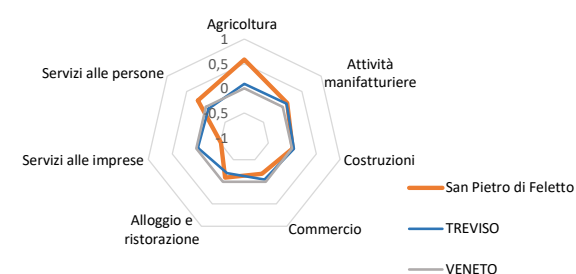 Agricoltura
1
0,5
0
0,5
-1
Attività
manifatturiere
Costruzioni
Commercio
Alloggio e
ristorazione
Servizi alle imprese
Servizi alle persone
San Pietro di Feletto
TREVISO
VENETO